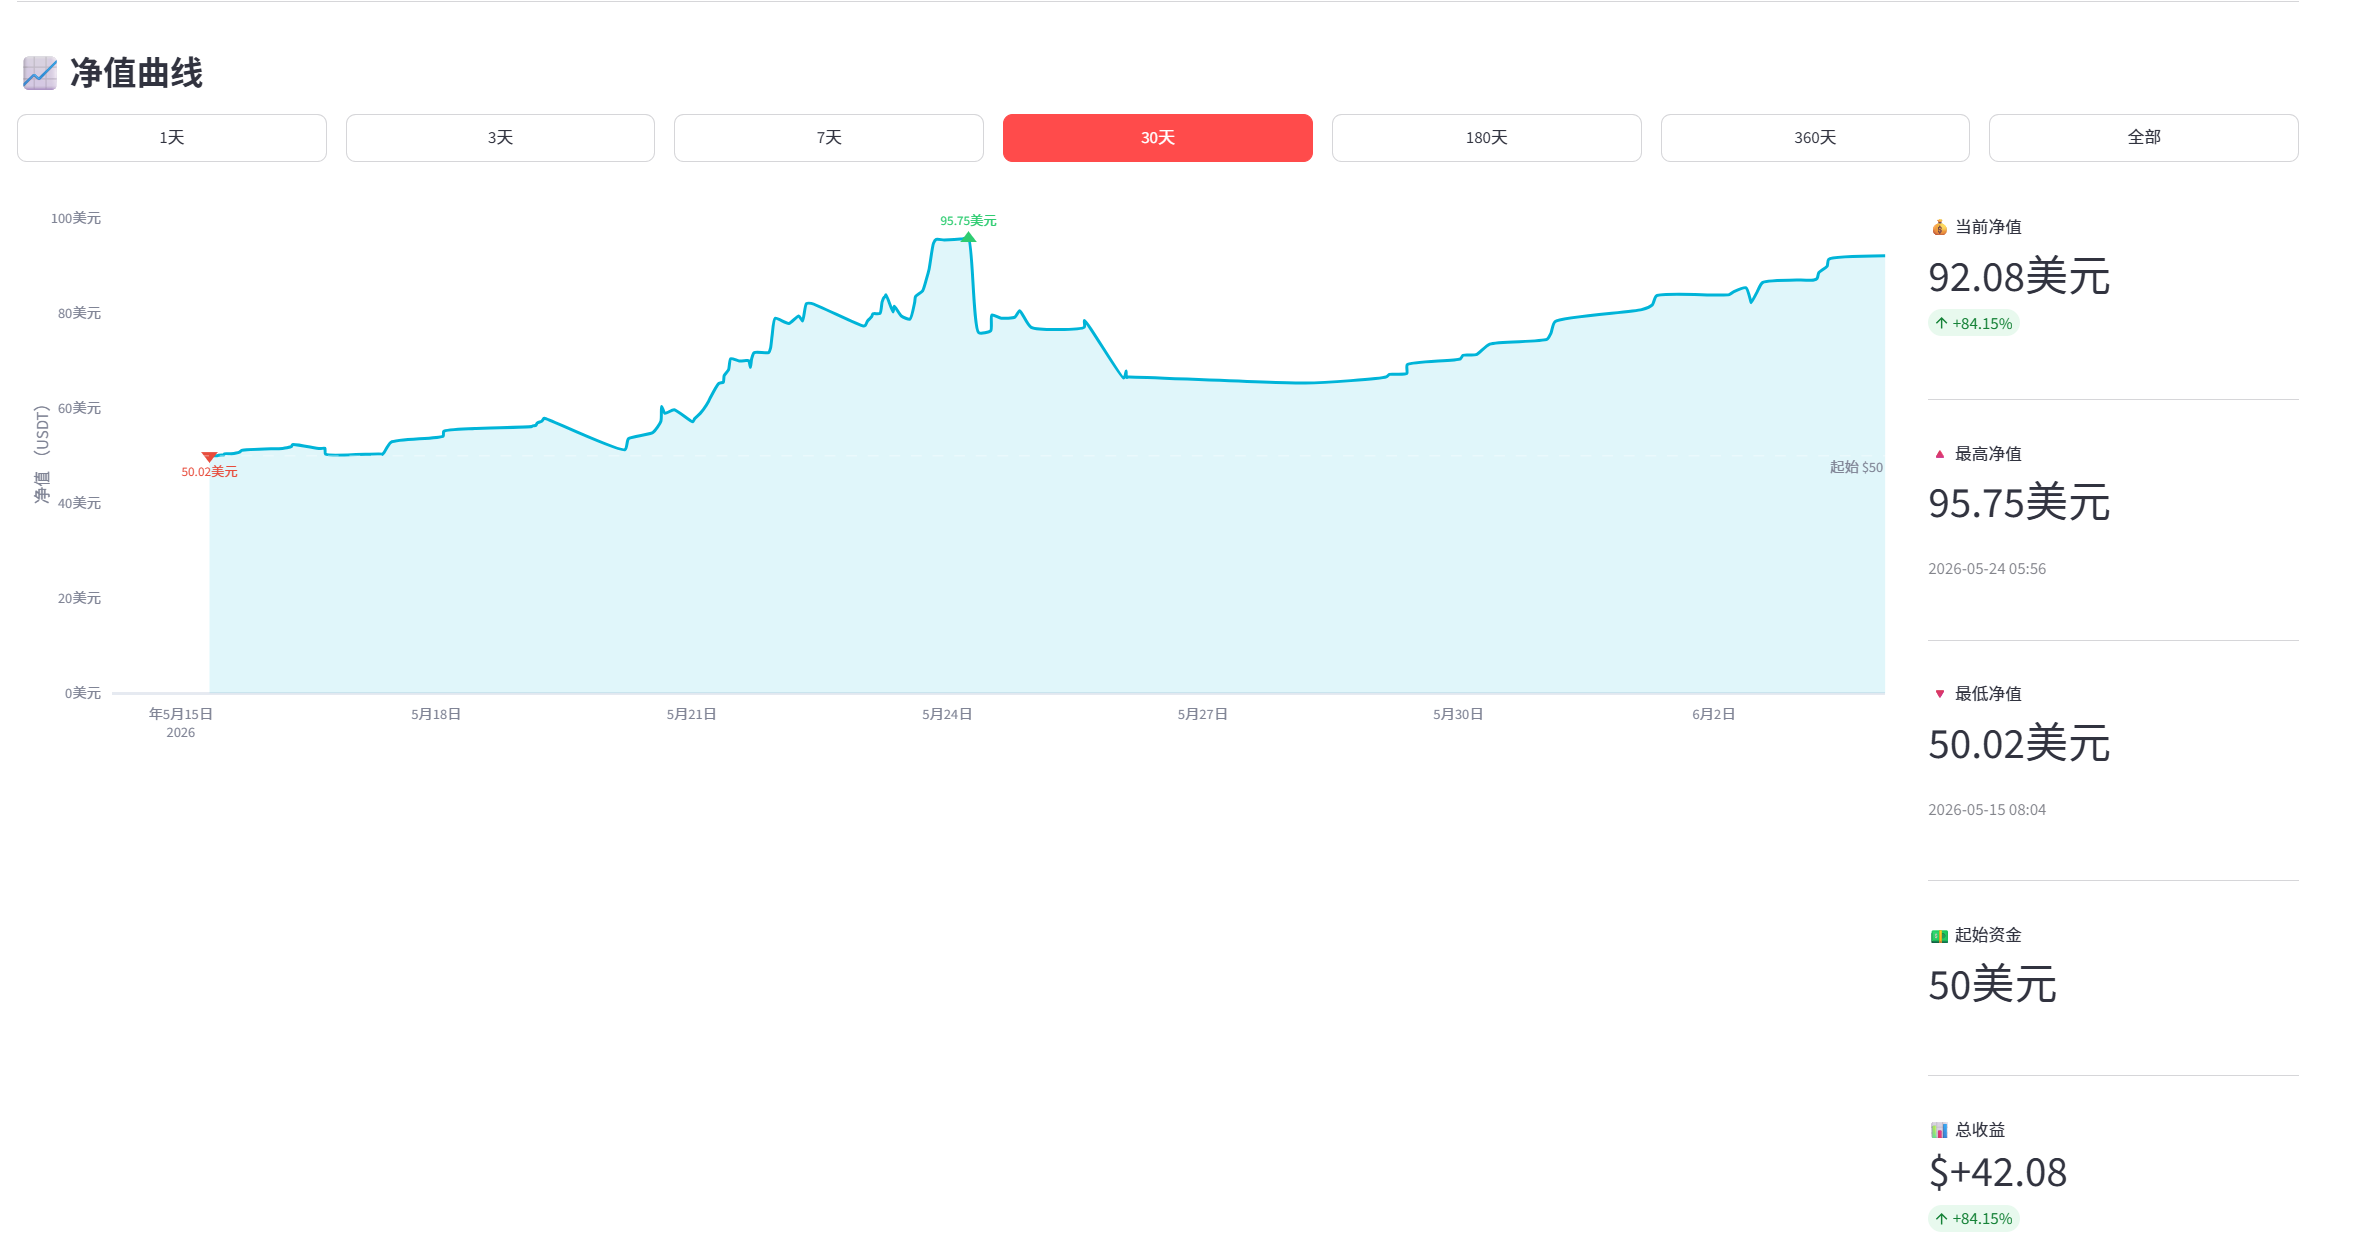 净值曲线
1天
3天
7天
30天
180天
360天
全部
净值 （USDT）
100美元
80美元
60美元
40美元
20美元
0美元
95.75美元
50.02美元
起始 $50
年5月15日
2026
5月18日
5月21日
5月24日
5月27日
5月30日
6月2日
当前净值
92.08美元
↑ +84.15%
最高净值
95.75美元
2026-05-24 05:56
最低净值
50.02美元
2026-05-15 08:04
起始资金
50美元
总收益
$+42.08
↑ +84.15%